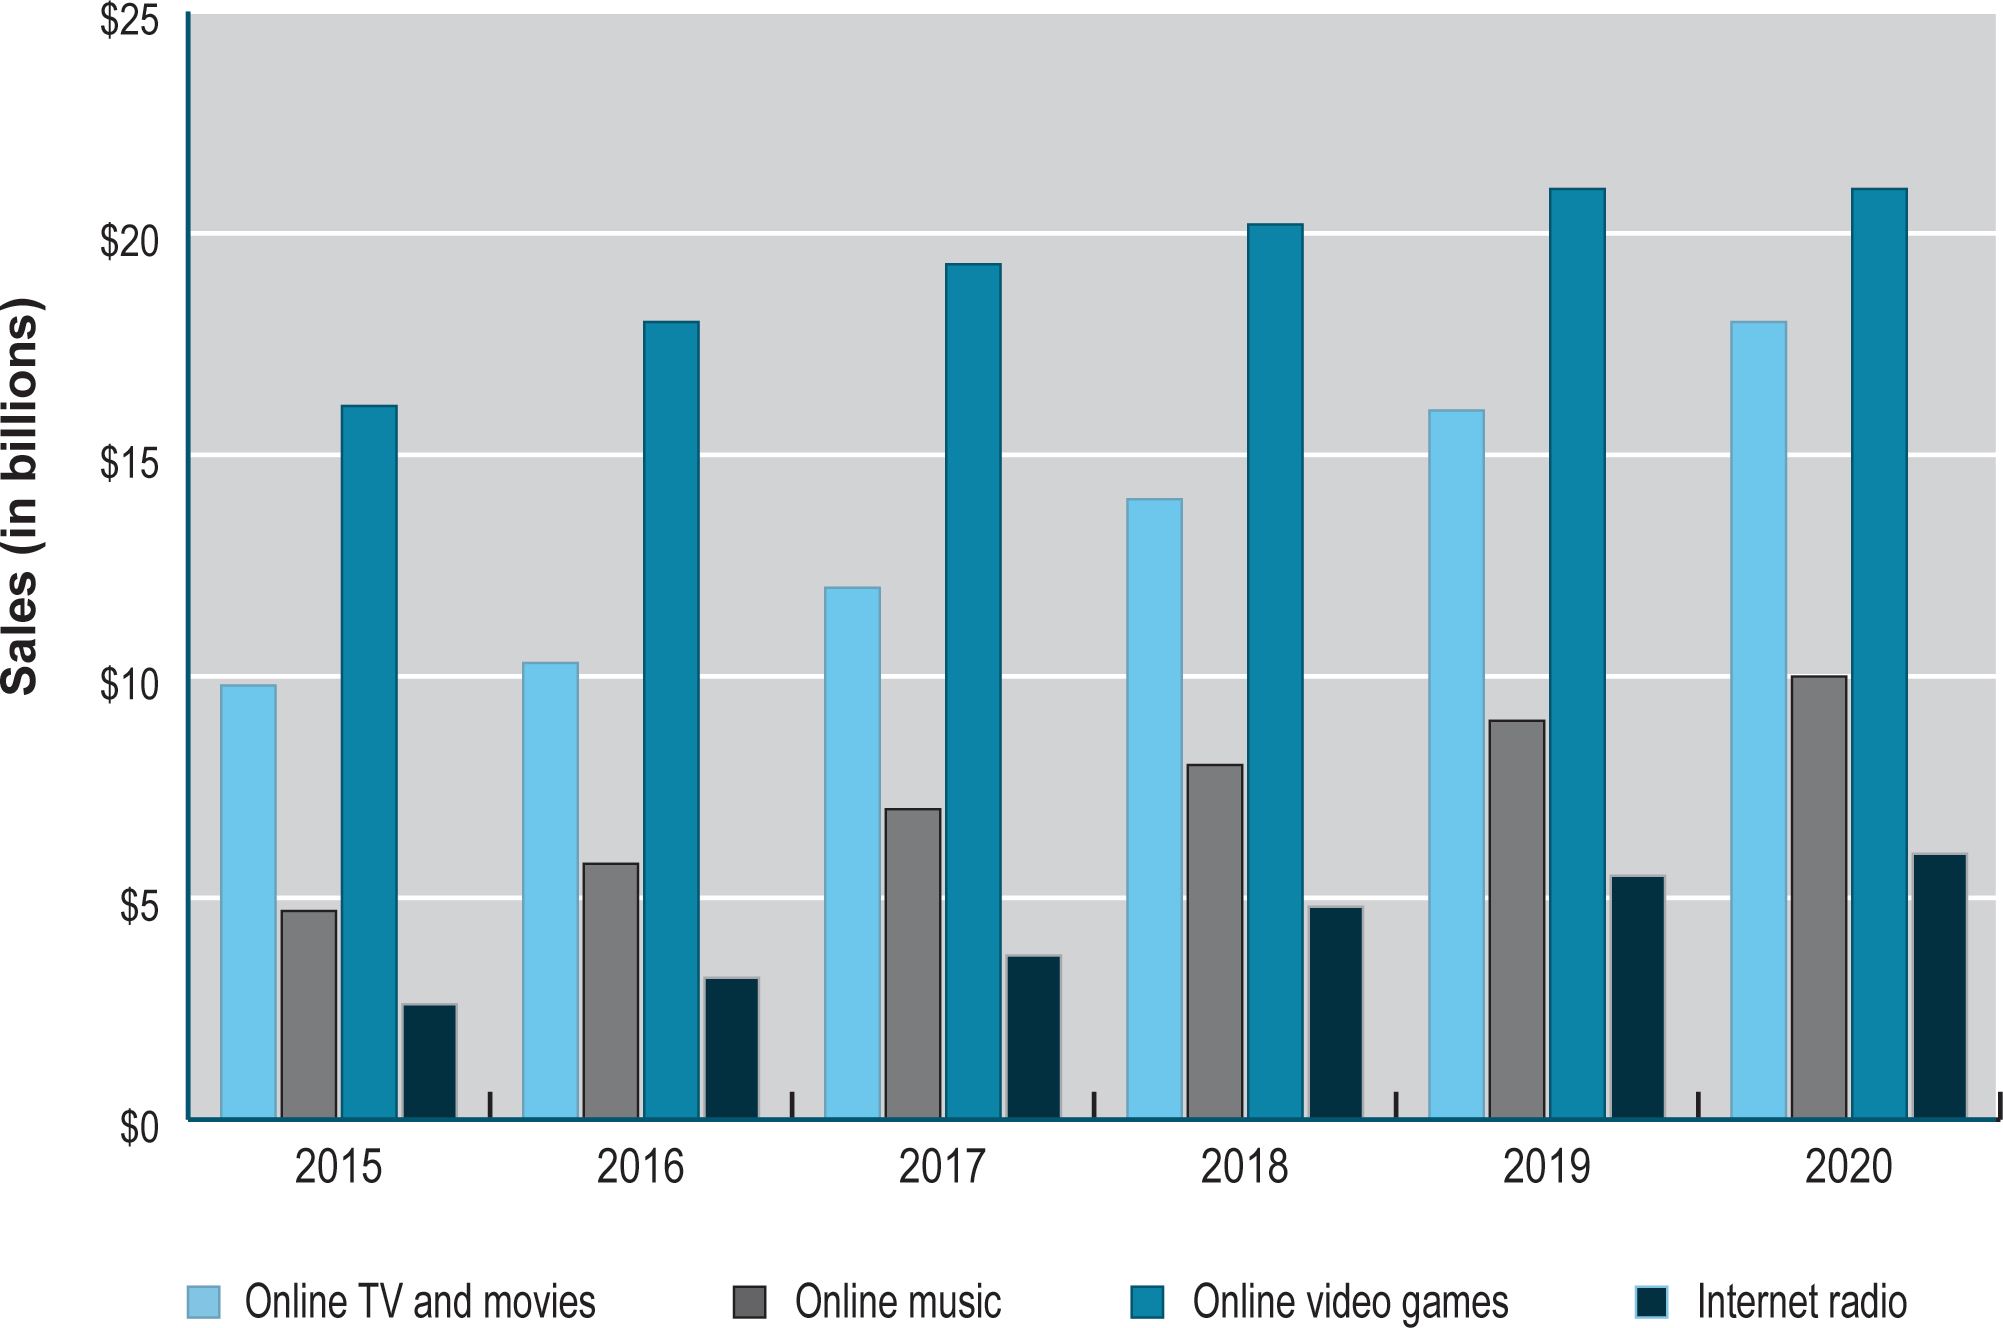 $25
$20
$15
$10
$5
$0
Sales (in billions)
2015 2016 2017 2018 2019 2020
Online TV and movies Online music Online video games Internet radio